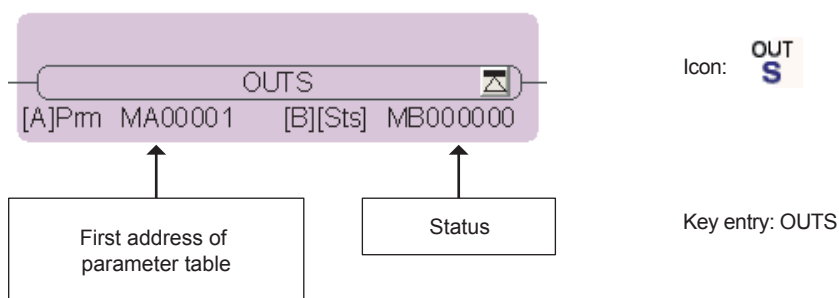 OUTS
[A]Prm MA00001 [B][Sts] MB000000
First address of
parameter table
Status
Icon: OUT
S
Key entry: OUTS